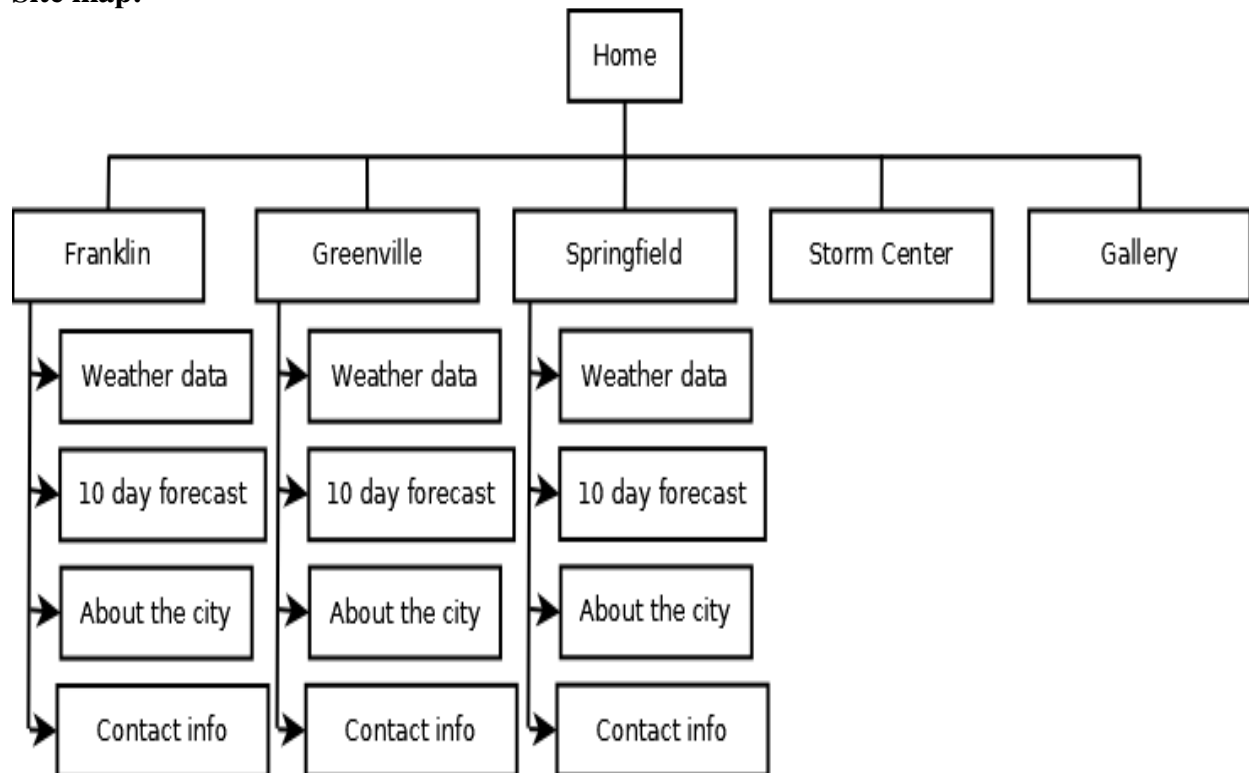 Site map:
Home
Franklin
Greenville
Springfield
Storm Center
Gallery
Weather data
Weather data
Weather data
10 day forecast
10 day forecast
10 day forecast
About the city
About the city
About the city
Contact info
Contact info
Contact info